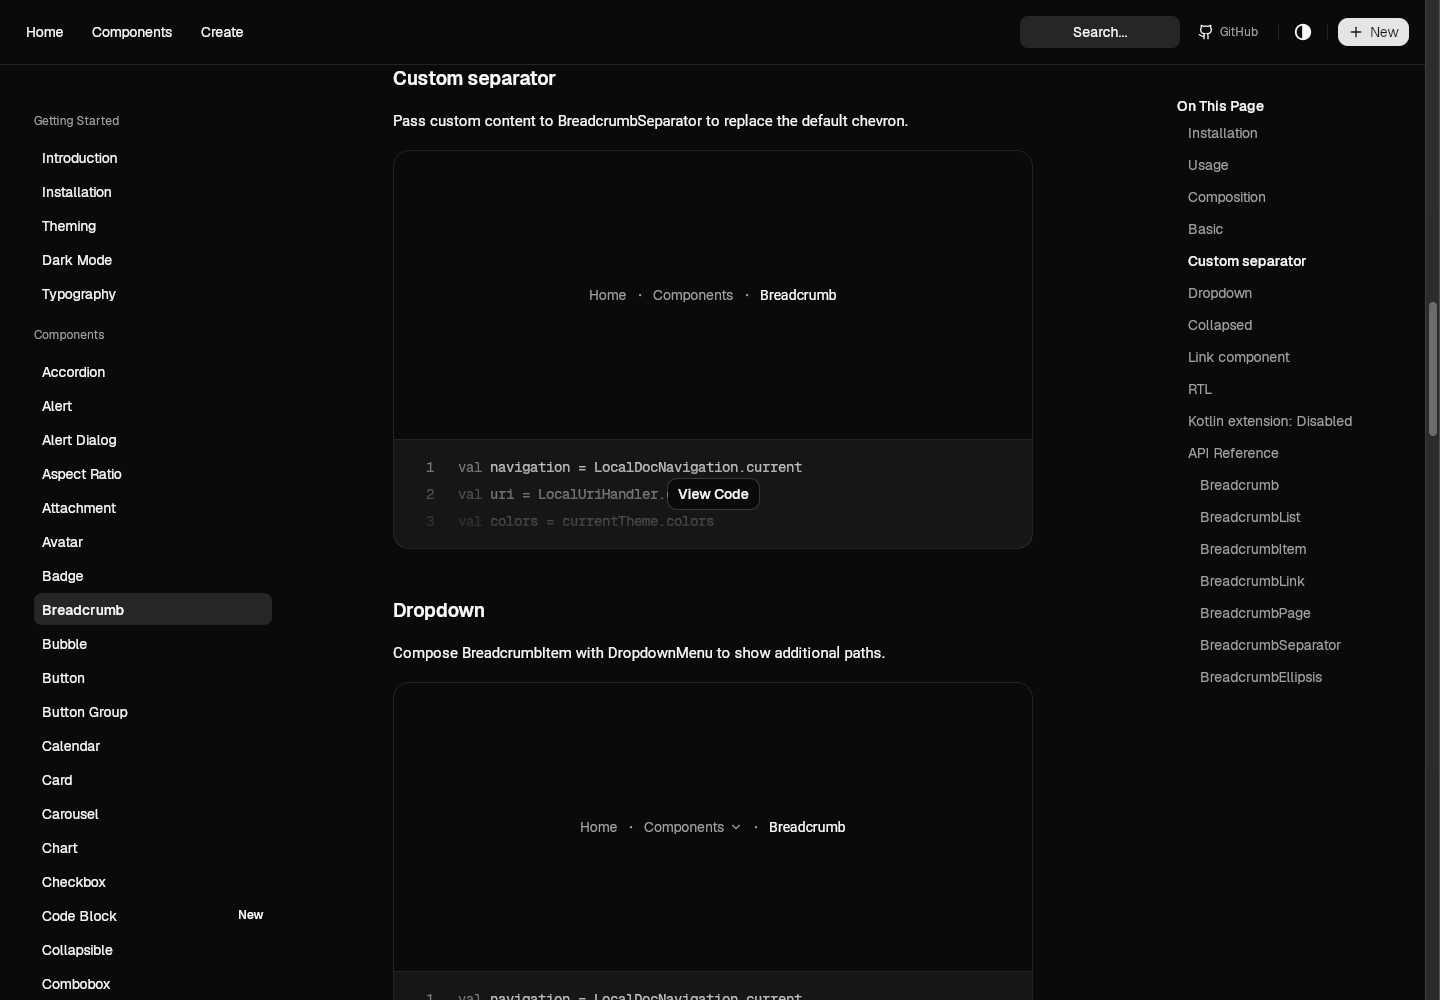 Home
Components
Create
Search...
GitHub
New
Getting Started
Introduction
Installation
Theming
Dark Mode
Typography
Components
Accordion
Alert
Alert Dialog
Aspect Ratio
Attachment
Avatar
Badge
Breadcrumb
Bubble
Button
Button Group
Calendar
Card
Carousel
Chart
Checkbox
Code Block
New
Collapsible
Combobox
Custom separator
Pass custom content to BreadcrumbSeparator to replace the default chevron.
Home · Components · Breadcrumb
1 val navigation = LocalDocNavigation.current
2 val uri = LocalUriHandler.
View Code
3 val colors = currentTheme.colors
Dropdown
Compose BreadcrumbItem with DropdownMenu to show additional paths.
Home · Components · Breadcrumb
1 val navigation = LocalDocNavigation.current
On This Page
Installation
Usage
Composition
Basic
Custom separator
Dropdown
Collapsed
Link component
RTL
Kotlin extension: Disabled
API Reference
Breadcrumb
BreadcrumbList
BreadcrumbItem
BreadcrumbLink
BreadcrumbPage
BreadcrumbSeparator
BreadcrumbEllipsis